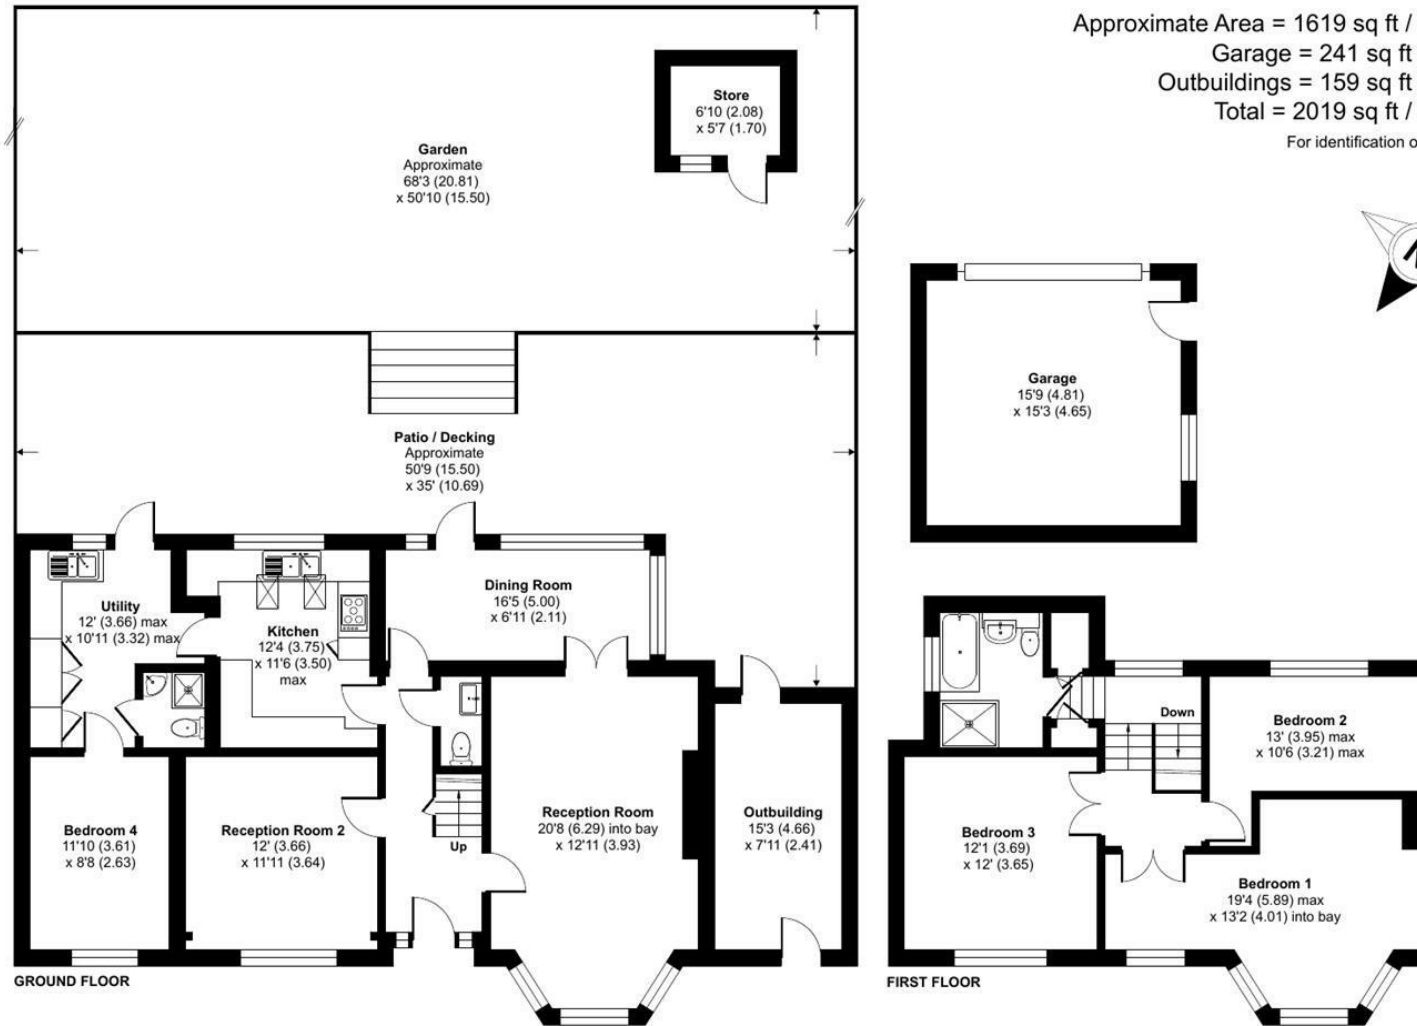 Approximate Area = 1619 sq ft /
Garage = 241 sq ft
Outbuildings = 159 sq ft
Total = 2019 sq ft /
For identification o
Store
6'10 (2.08)
x 5'7 (1.70)
Garden
Approximate
68'3 (20.81)
x 50'10 (15.50)
Garage
15'9 (4.81)
x 15'3 (4.65)
Patio / Decking
Approximate
50'9 (15.50)
x 35' (10.69)
Dining Room
16'5 (5.00)
x 6'11 (2.11)
Utility
12' (3.66) max
x 10'11 (3.32) max
Kitchen
12'4 (3.75)
x 11'6 (3.50)
max
Down
Bedroom 2
13' (3.95) max
x 10'6 (3.21) max
Bedroom 4
11'10 (3.61)
x 8'8 (2.63)
Reception Room 2
12' (3.66)
x 11'11 (3.64)
Up
Reception Room
20'8 (6.29) into bay
x 12'11 (3.93)
Outbuilding
15'3 (4.66)
x 7'11 (2.41)
Bedroom 3
12'1 (3.69)
x 12' (3.65)
Bedroom 1
19'4 (5.89) max
x 13'2 (4.01) into bay
GROUND FLOOR
FIRST FLOOR